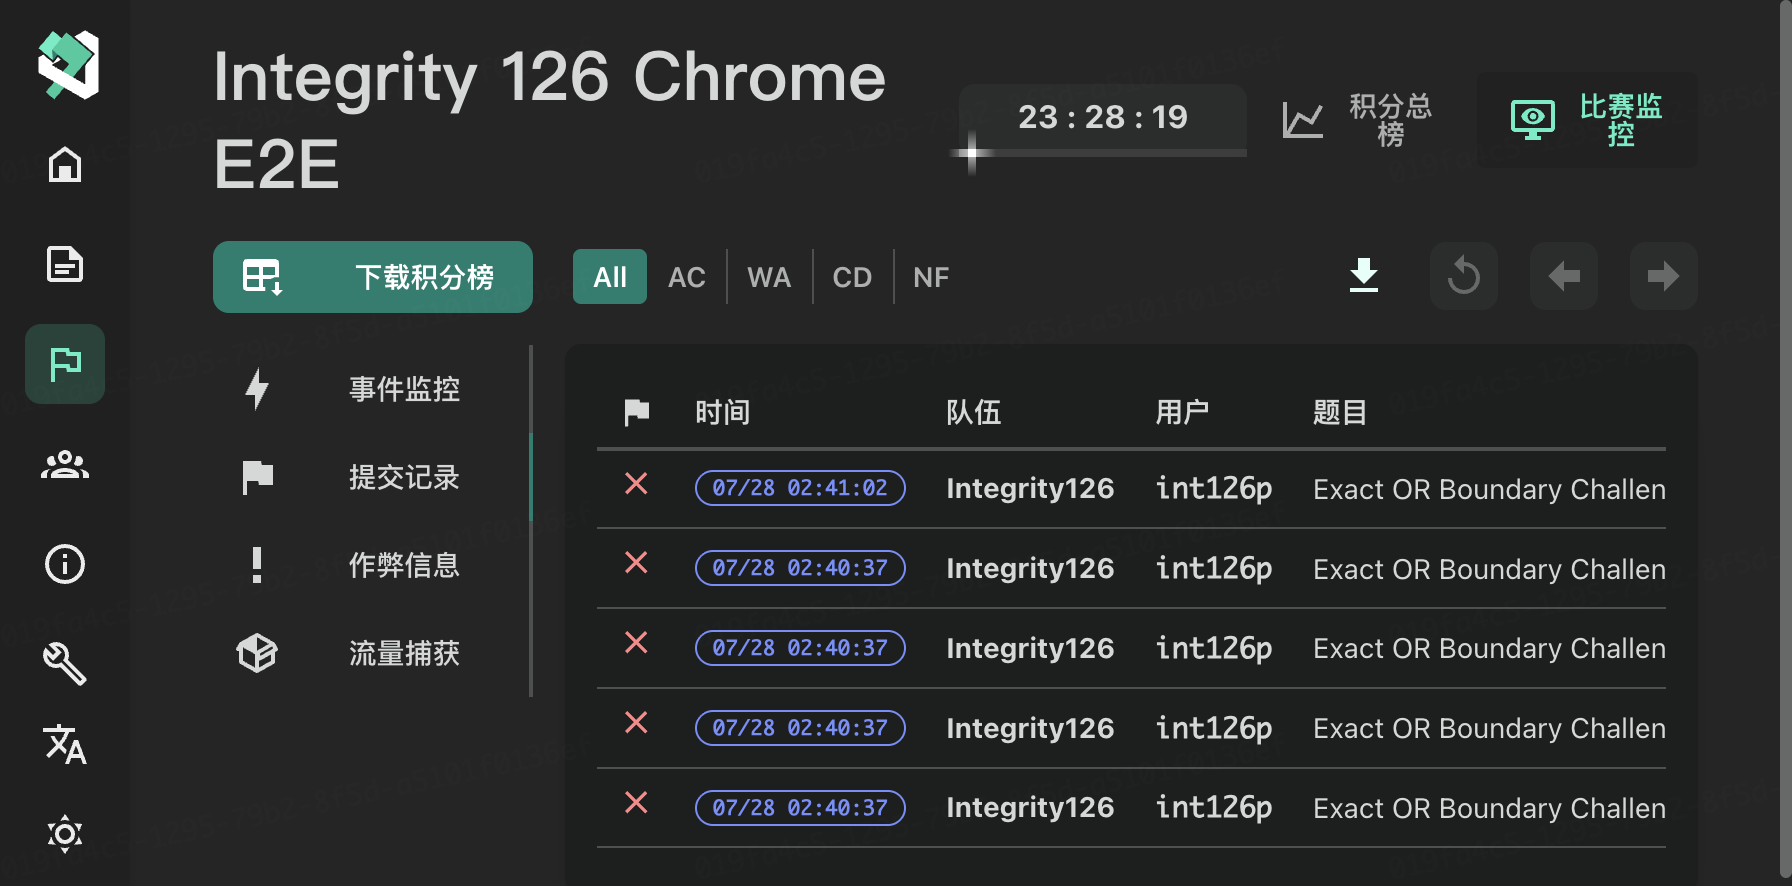 Integrity 126 Chrome
E2E
23 : 28 : 19
积分总
榜
比赛监
控
下载积分榜
All AC WA CD NF
事件监控
提交记录
作弊信息
流量捕获
时间 队伍 用户 题目
07/28 02:41:02 Integrity126 int126p Exact OR Boundary Challen
07/28 02:40:37 Integrity126 int126p Exact OR Boundary Challen
07/28 02:40:37 Integrity126 int126p Exact OR Boundary Challen
07/28 02:40:37 Integrity126 int126p Exact OR Boundary Challen
07/28 02:40:37 Integrity126 int126p Exact OR Boundary Challen